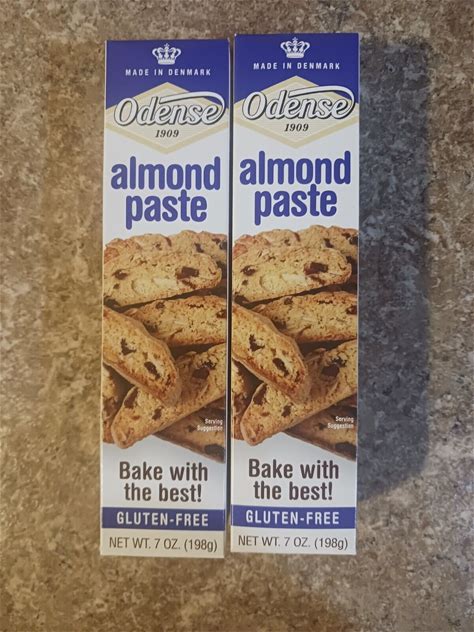 MADE IN DENMARK
Odense
1909
almond
paste
Serving
Suggestion
Bake with
the best!
GLUTEN-FREE
NET WT. 7 OZ. (198g)
MADE IN DENMARK
Odense
1909
almond
paste
Serving
Suggestion
Bake with
the best!
GLUTEN-FREE
NET WT. 7 OZ. (198g)